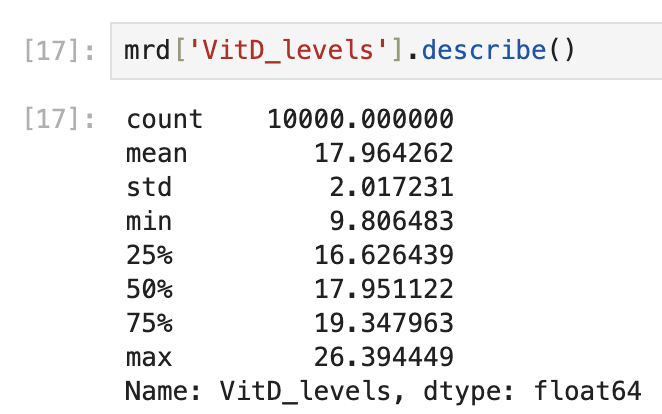 [17]: mrd['VitD_levels'].describe()
[17]: count 10000.000000
mean 17.964262
std 2.017231
min 9.806483
25% 16.626439
50% 17.951122
75% 19.347963
max 26.394449
Name: VitD_levels, dtype: float64